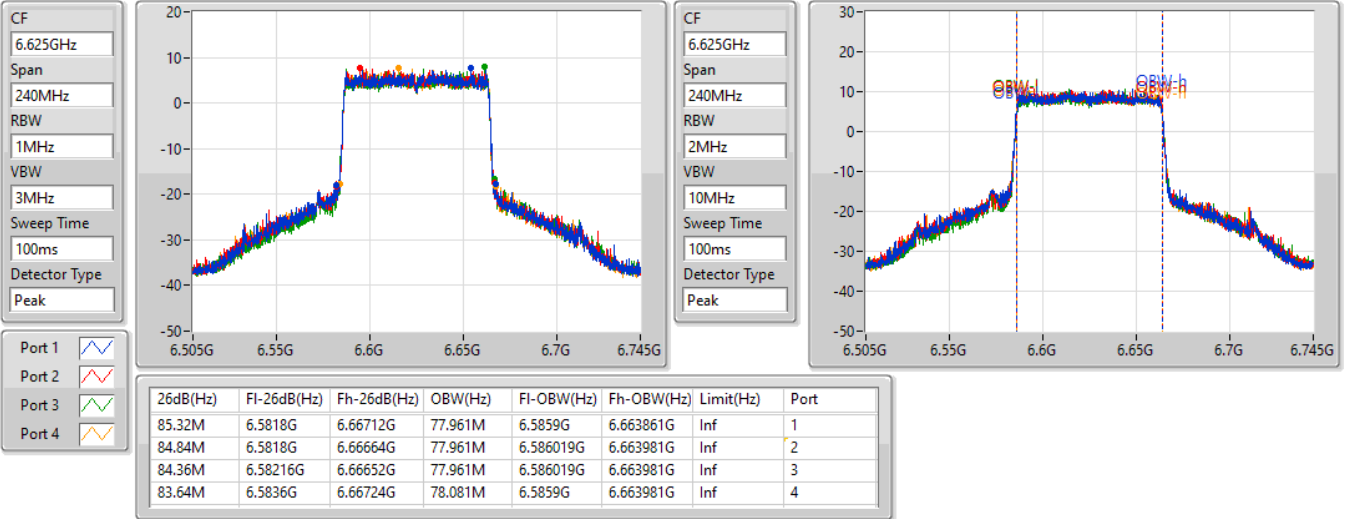 CF
6.625GHz
Span
240MHz
RBW
1MHz
VBW
3MHz
Sweep Time
100ms
Detector Type
Peak
20
10
0
-10
-20
-30
-40
-50
6.505G 6.55G 6.6G 6.65G 6.7G 6.745G
CF
6.625GHz
Span
240MHz
RBW
2MHz
VBW
10MHz
Sweep Time
100ms
Detector Type
Peak
30
20
10
0
-10
-20
-30
-40
-50
OBW-h
6.505G 6.55G 6.6G 6.65G 6.7G 6.745G
Port 1
Port 2
Port 3
Port 4
26dB(Hz) Fl-26dB(Hz) Fh-26dB(Hz) OBW(Hz) Fl-OBW(Hz) Fh-OBW(Hz) Limit(Hz) Port
85.32M 6.5818G 6.66712G 77.961M 6.5859G 6.663861G Inf 1
84.84M 6.5818G 6.66664G 77.961M 6.586019G 6.663981G Inf 2
84.36M 6.58216G 6.66652G 77.961M 6.586019G 6.663981G Inf 3
83.64M 6.5836G 6.66724G 78.081M 6.5859G 6.663981G Inf 4